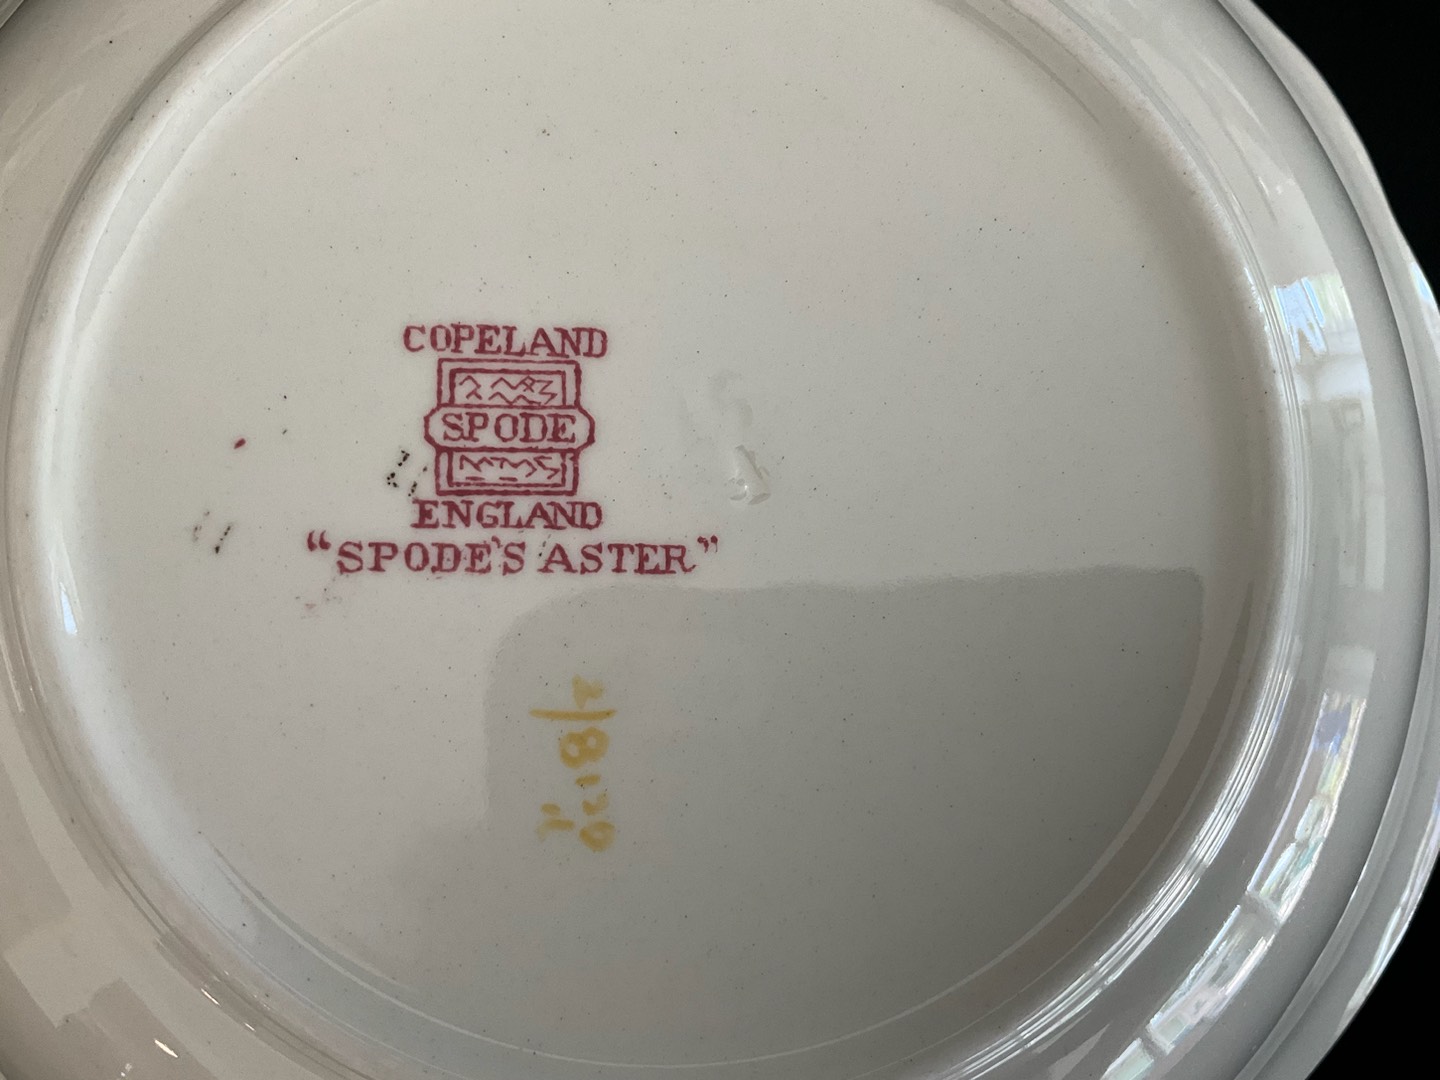 COPELAND
SPODE
ENGLAND
“SPODE'S ASTER”